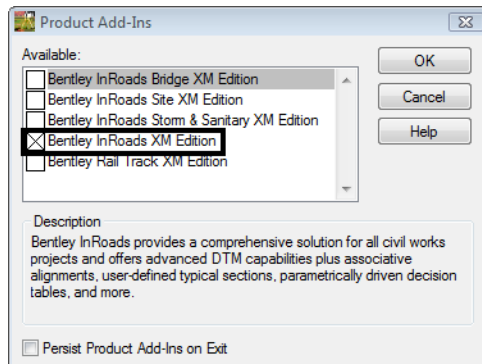 Product Add-Ins
Available:
Bentley InRoads Bridge XM Edition
Bentley InRoads Site XM Edition
Bentley InRoads Storm & Sanitary XM Edition
Bentley InRoads XM Edition
Bentley Rail Track XM Edition
OK
Cancel
Help
Description
Bentley InRoads provides a comprehensive solution for all civil works
projects and offers advanced DTM capabilities plus associative
alignments, user-defined typical sections, parametrically driven decision
tables, and more.
Persist Product Add-Ins on Exit